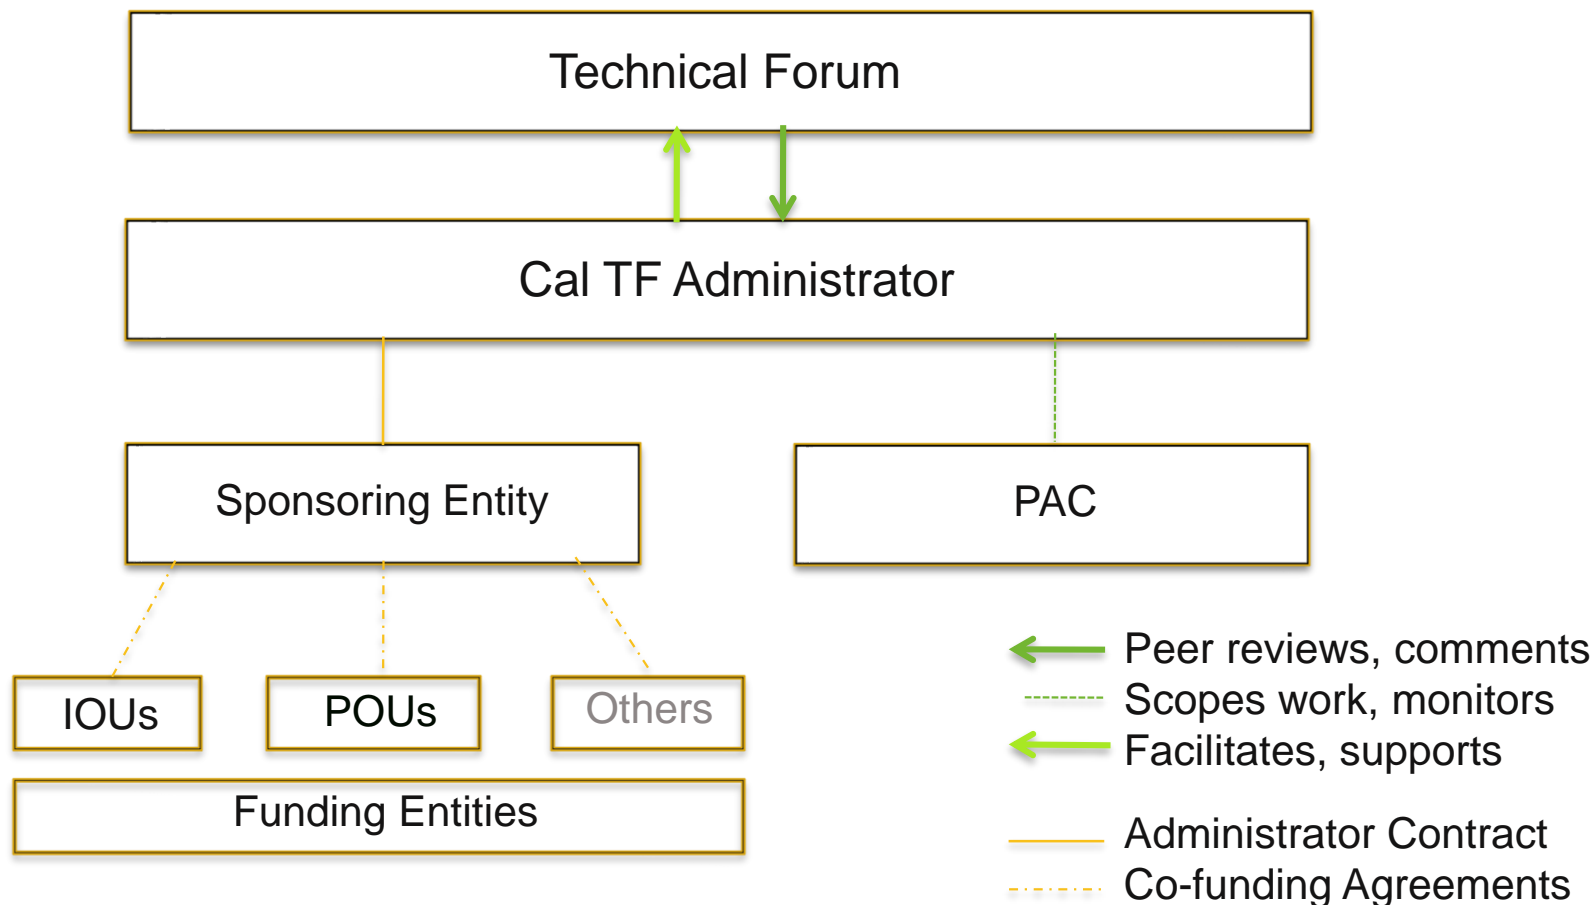 Technical Forum
Cal TF Administrator
Sponsoring Entity
PAC
IOUs
POUs
Others
Funding Entities
Peer reviews, comments
Scopes work, monitors
Facilitates, supports
Administrator Contract
Co-funding Agreements